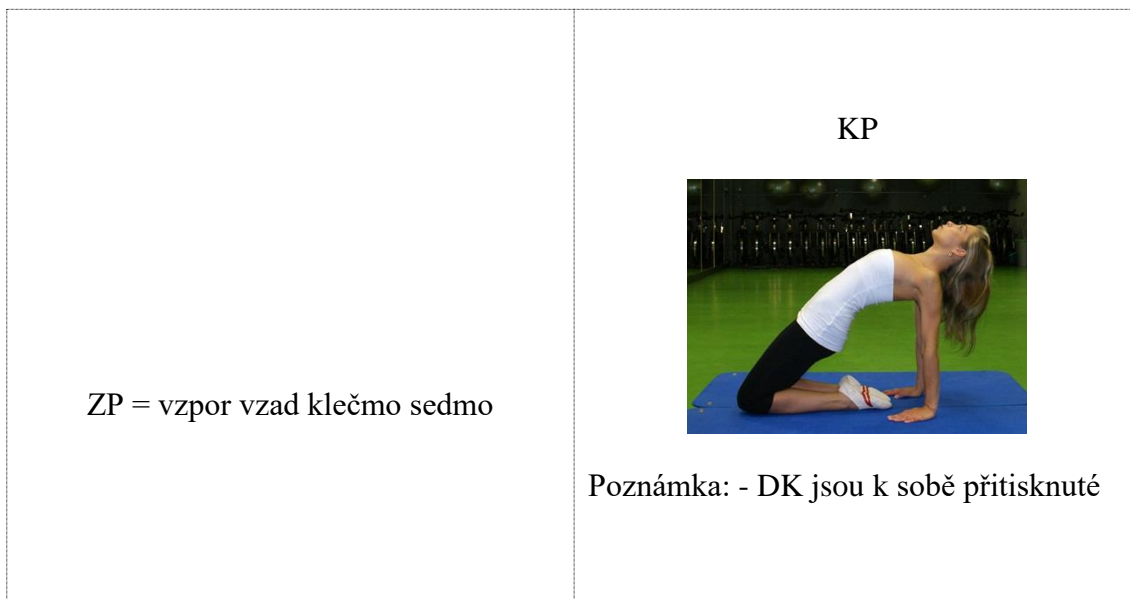 ZP = vzpor vzad klečmo sedmo
KP
Poznámka: - DK jsou k sobě přitisknuté